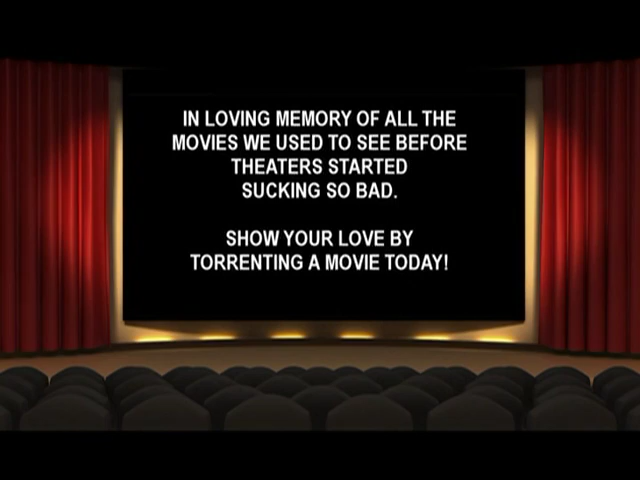 IN LOVING MEMORY OF ALL THE
MOVIES WE USED TO SEE BEFORE
THEATERS STARTED
SUCKING SO BAD.
SHOW YOUR LOVE BY
TORRENTING A MOVIE TODAY!